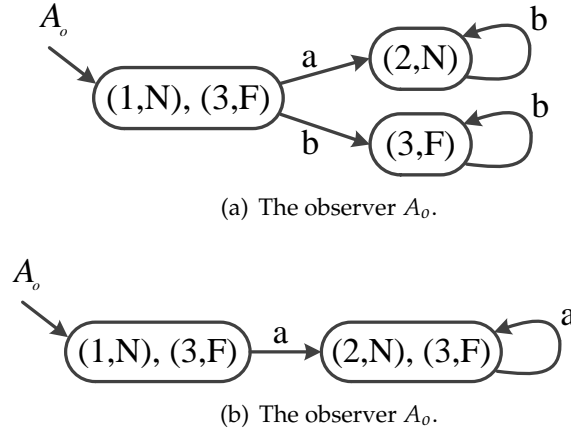 A_o
a
(2,N)
b
(1,N), (3,F)
b
(3,F)
b
(a) The observer A_o.
A_o
(1,N), (3,F)
a
(2,N), (3,F)
a
(b) The observer A_o.